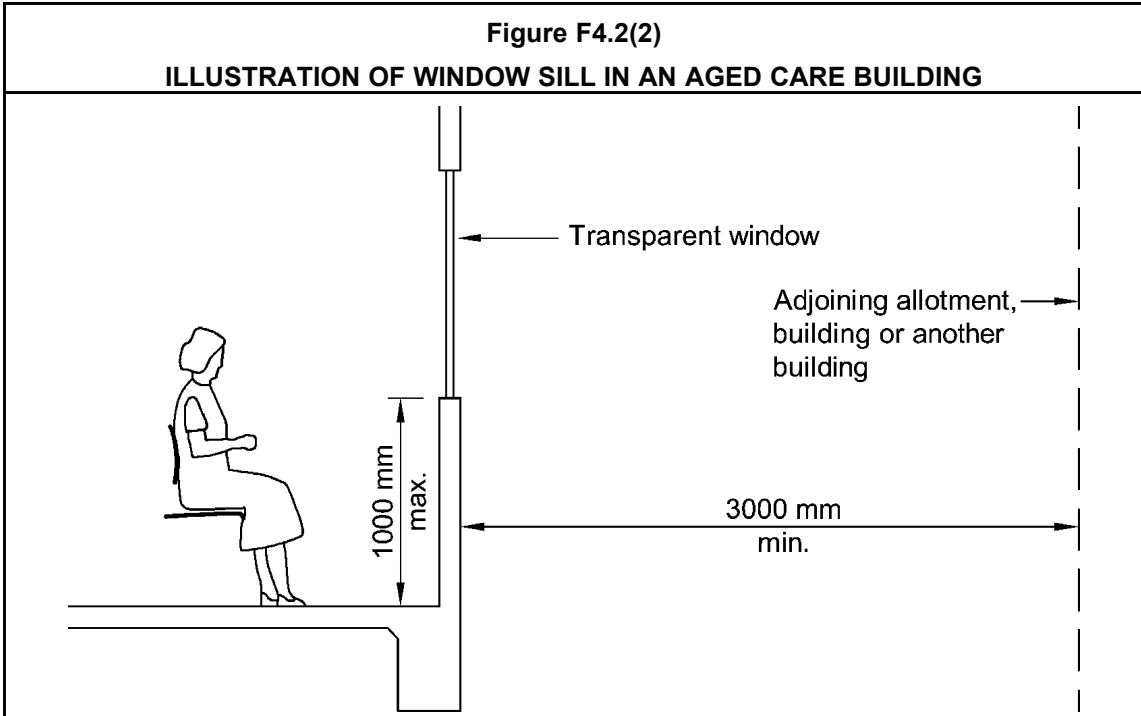 Figure F4.2(2)
ILLUSTRATION OF WINDOW SILL IN AN AGED CARE BUILDING
Transparent window
Adjoining allotment,
building or another
building
1000 mm
max.
3000 mm
min.